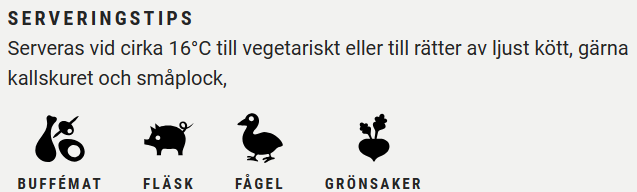 SERVERINGSTIPS
Serveras vid cirka 16°C till vegetariskt eller till rätter av ljust kött, gärna
kallskuret och småplock,
BUFFÉMAT FLÄSK FÅGEL GRÖNSAKER